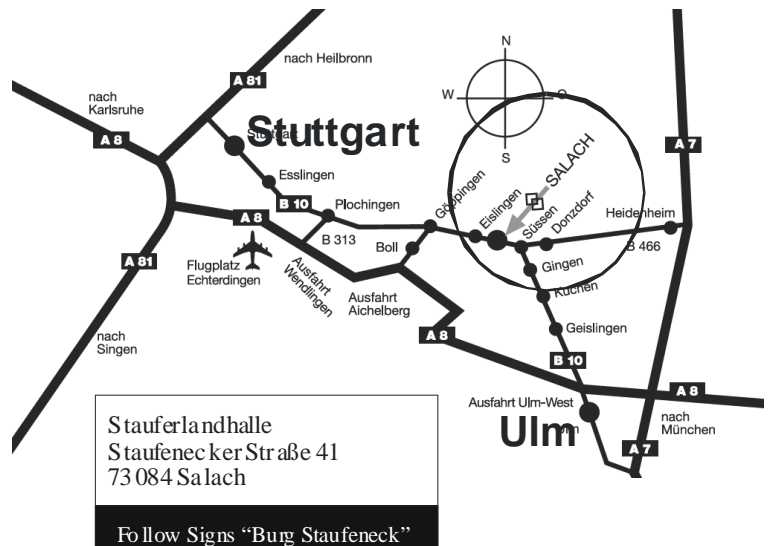 N
W
O
S
nach Heilbronn
A 81
nach
Karlsruhe
A 8
Stuttgart
Stuttgart
Esslingen
B 10
Plochingen
A 8
B 313
Flugplatz
Echterdingen
Ausfahrt
Wendlingen
A 81
nach
Singen
Göppingen
Boll
Ausfahrt
Aichelberg
Eislingen
SALACH
Süssen
Donzdorf
Heidenheim
B 466
A 7
Gingen
Kuchen
Geislingen
A 8
B 10
A 8
Ausfahrt Ulm-West
Ulm
nach
München
A 7
Stauferlandhalle
Staufenecker Straße 41
73084 Salach
Follow Signs “Burg Staufeneck”